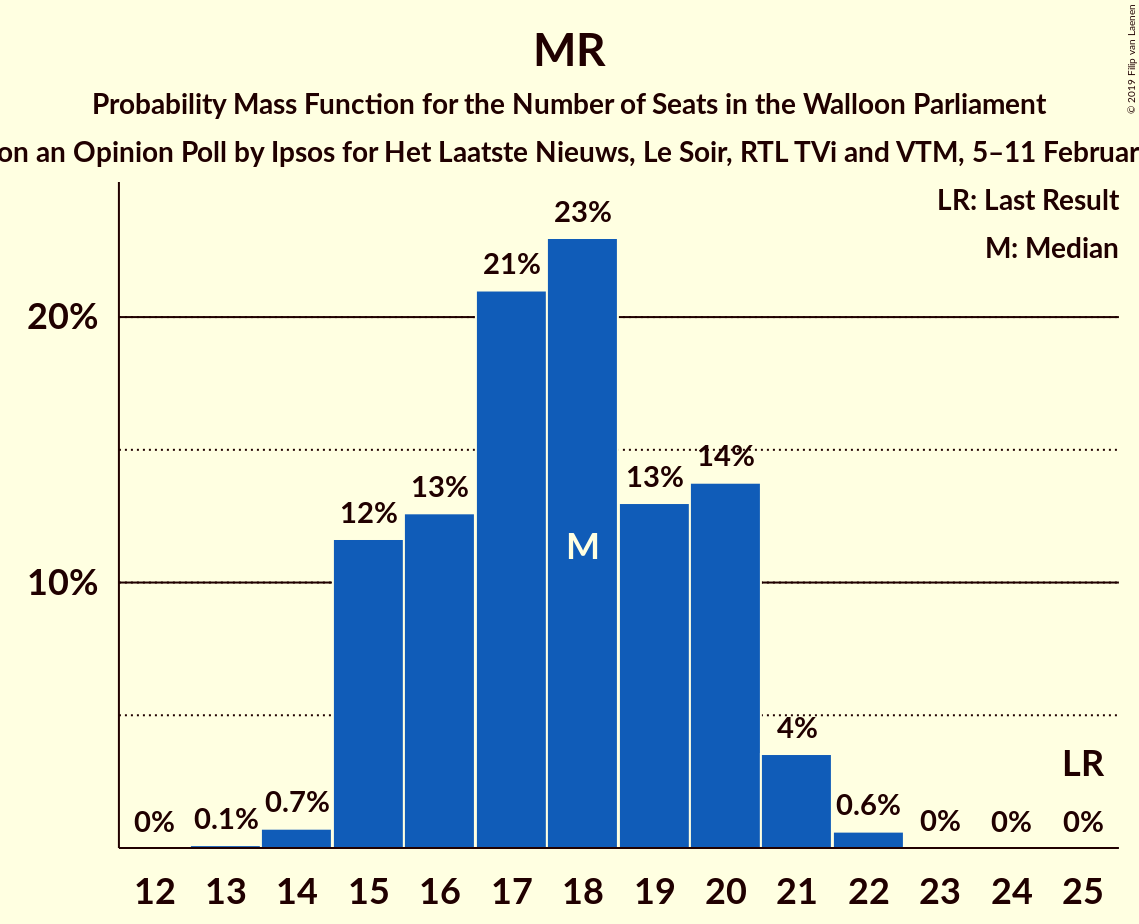 MR
Probability Mass Function for the Number of Seats in the Walloon Parliament
on an Opinion Poll by Ipsos for Het Laatste Nieuws, Le Soir, RTL TVi and VTM, 5–11 Februar
© 2019 Filip van Laenen
LR: Last Result
M: Median
20%
10%
0%
0.1%
0.7%
12%
13%
21%
23%
13%
14%
4%
0.6%
0%
0%
0%
M
LR
12 13 14 15 16 17 18 19 20 21 22 23 24 25